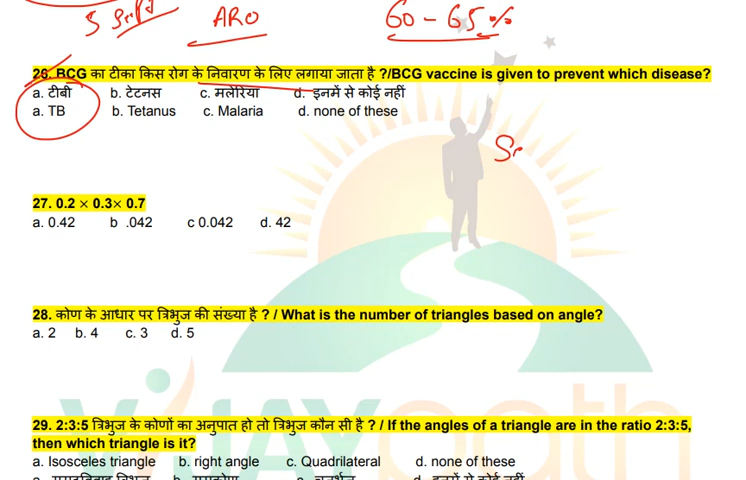 ARO 60-65%
26. BCG का टीका किस रोग के निवारण के लिए लगाया जाता है ?/BCG vaccine is given to prevent which disease?
a. टीबी b. टेटनस c. मलेरिया d. इनमें से कोई नहीं
a. TB b. Tetanus c. Malaria d. none of these
27. 0.2 × 0.3× 0.7
a. 0.42 b .042 c 0.042 d. 42
28. कोण के आधार पर त्रिभुज की संख्या है ? / What is the number of triangles based on angle?
a. 2 b. 4 c. 3 d. 5
29. 2:3:5 त्रिभुज के कोणों का अनुपात हो तो त्रिभुज कौन सी है ? / If the angles of a triangle are in the ratio 2:3:5,
then which triangle is it?
a. Isosceles triangle b. right angle c. Quadrilateral d. none of these